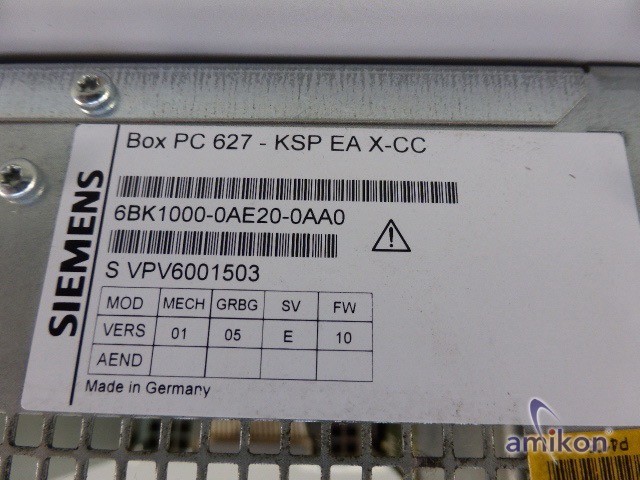 Box PC 627 - KSP EA X-CC
6BK1000-0AE20-0AA0
S VPV6001503
SIEMENS
MOD MECH GRBG SV FW
VERS 01 05 E 10
AEND
Made in Germany
amikon